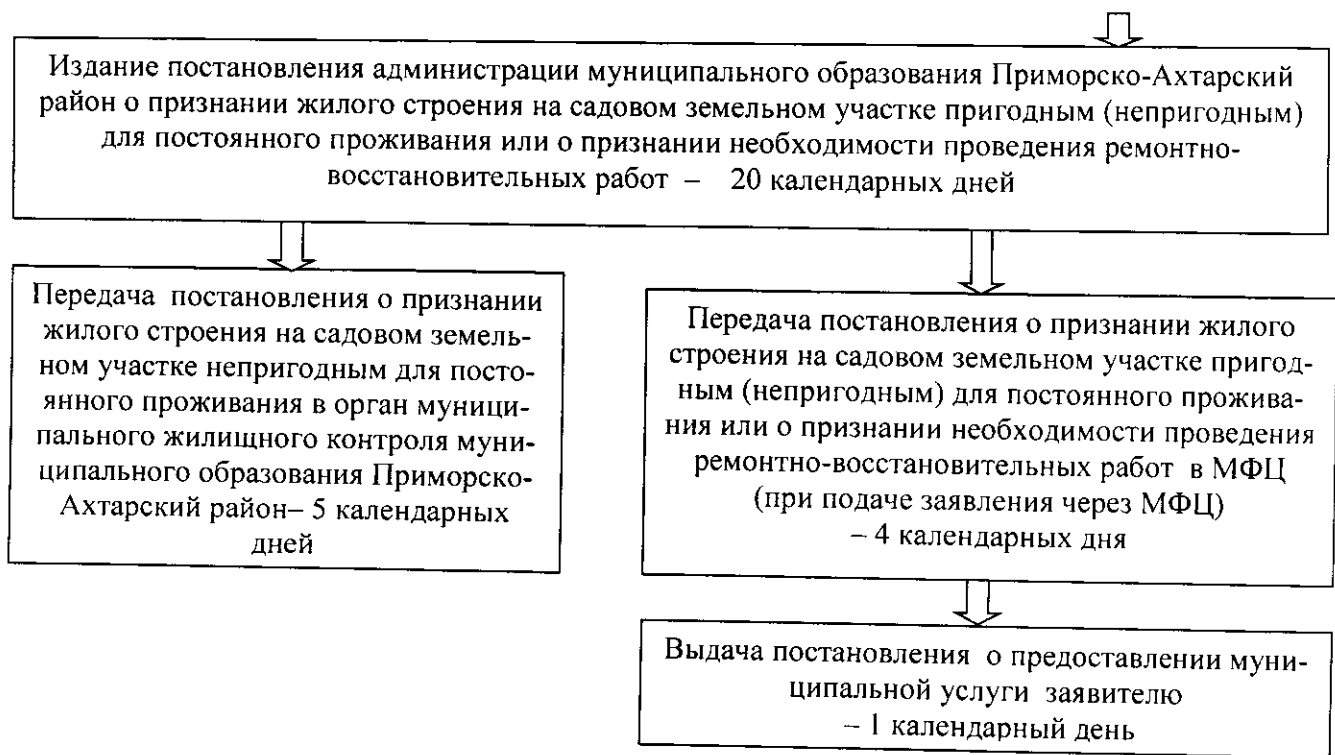 Издание постановления администрации муниципального образования Приморско-Ахтарский
район о признании жилого строения на садовом земельном участке пригодным (непригодным)
для постоянного проживания или о признании необходимости проведения ремонтно-
восстановительных работ – 20 календарных дней
Передача постановления о признании
жилого строения на садовом земель-
ном участке непригодным для посто-
янного проживания в орган муници-
пального жилищного контроля муни-
ципального образования Приморско-
Ахтарский район– 5 календарных
дней
Передача постановления о признании жилого
строения на садовом земельном участке пригод-
ным (непригодным) для постоянного прожива-
ния или о признании необходимости проведения
ремонтно-восстановительных работ в МФЦ
(при подаче заявления через МФЦ)
– 4 календарных дня
Выдача постановления о предоставлении муни-
ципальной услуги заявителю
– 1 календарный день